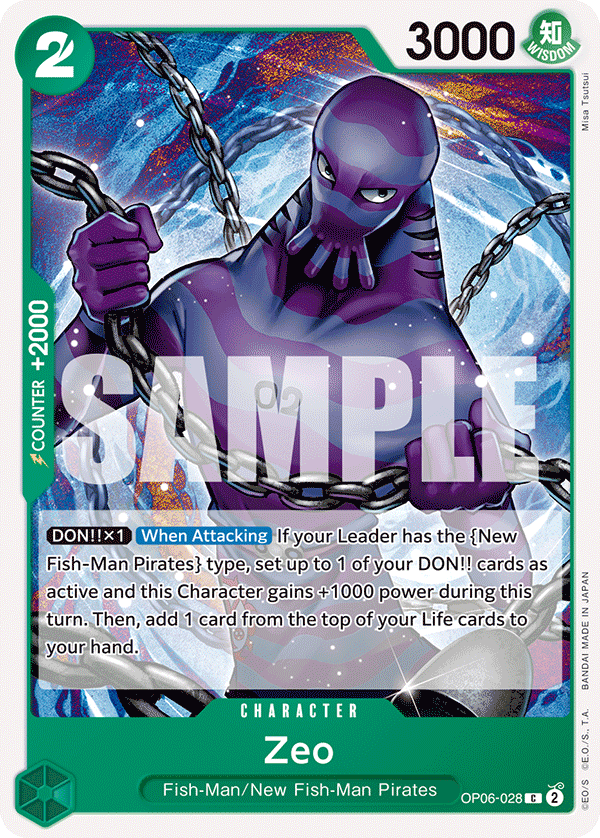 2
3000
知
WISDOM
Misa Tsutsui
COUNTER +2000
SAMPLE
DON!!×1 When Attacking If your Leader has the {New
Fish-Man Pirates} type, set up to 1 of your DON!! cards as
active and this Character gains +1000 power during this
turn. Then, add 1 card from the top of your Life cards to
your hand.
CHARACTER
Zeo
Fish-Man/New Fish-Man Pirates
OP06-028 C 2
©EO/S ©E.O./S., T.A. BANDAI MADE IN JAPAN